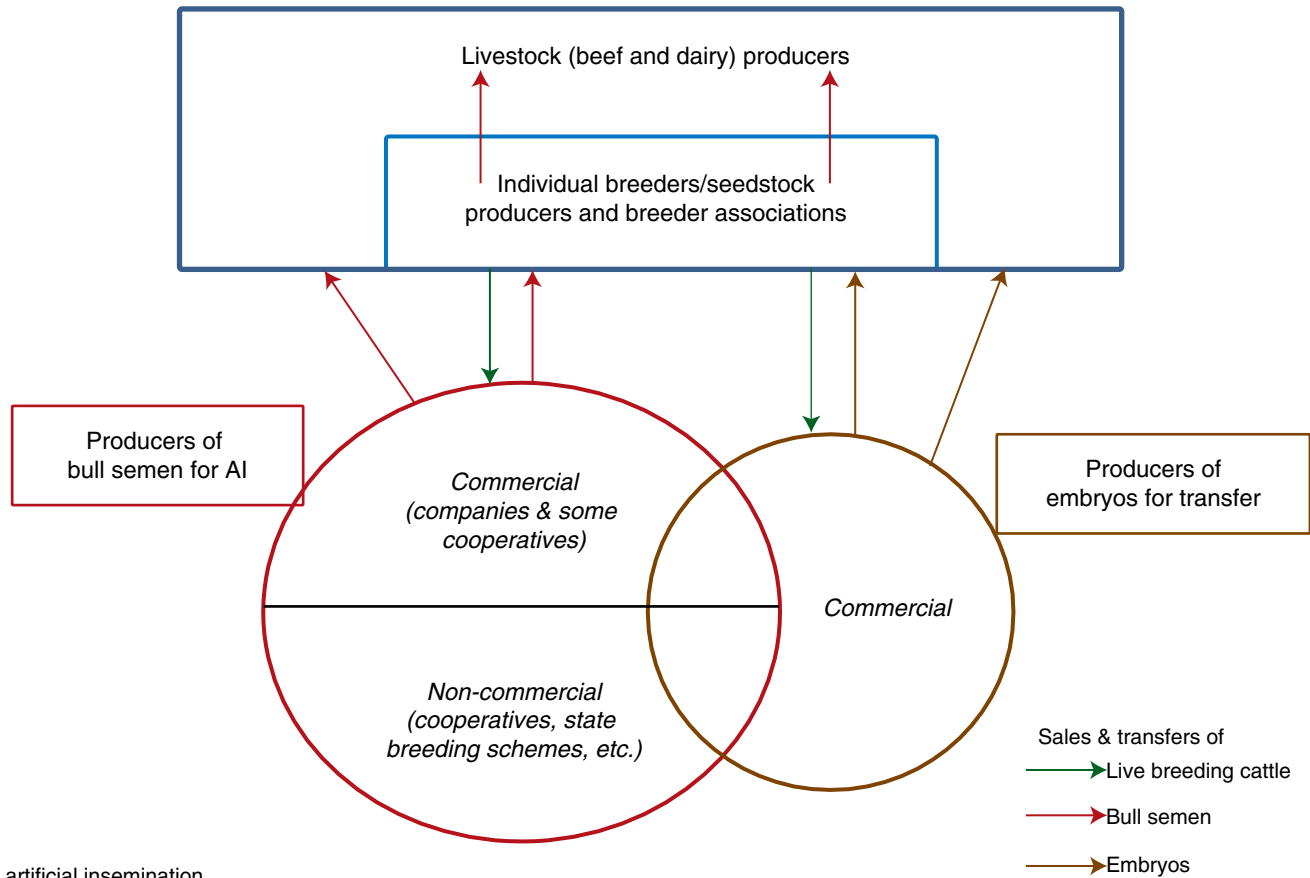 Livestock (beef and dairy) producers
Individual breeders/seedstock
producers and breeder associations
Producers of
bull semen for AI
Commercial
(companies & some
cooperatives)
Producers of
embryos for transfer
Commercial
Non-commercial
(cooperatives, state
breeding schemes, etc.)
Sales & transfers of
Live breeding cattle
Bull semen
Embryos
artificial insemination